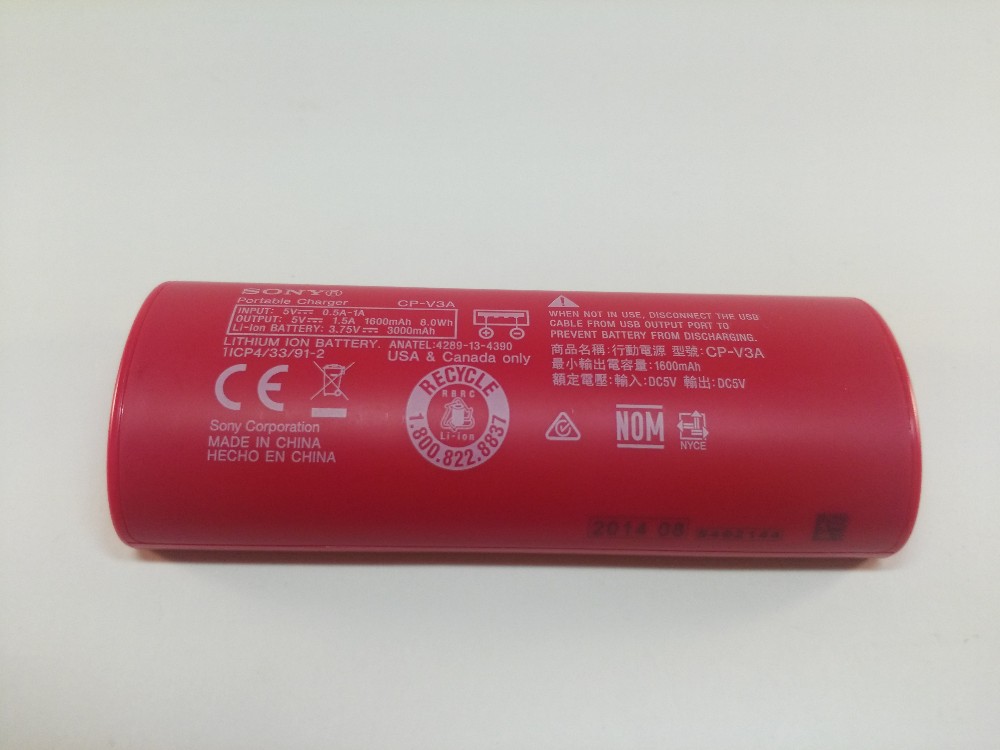 SONY
Portable Charger CP-V3A
INPUT: 5V 0.5A-1A
OUTPUT: 5V 1.5A 1600mAh 6.0Wh
Li-Ion BATTERY: 3.75V 3000mAh
LITHIUM ION BATTERY. ANATEL:4289-13-4390
1ICP4/33/91-2 USA & Canada only
CE
RECYCLE
RBRC
Li-ion
1.800.822.8837
Sony Corporation
MADE IN CHINA
HECHO EN CHINA
WHEN NOT IN USE, DISCONNECT THE USB
CABLE FROM USB OUTPUT PORT TO
PREVENT BATTERY FROM DISCHARGING.
商品名稱:行動電源 型號:CP-V3A
最小輸出電容量:1600mAh
額定電壓:輸入:DC5V 輸出:DC5V
NOM
NYCE
2014 08